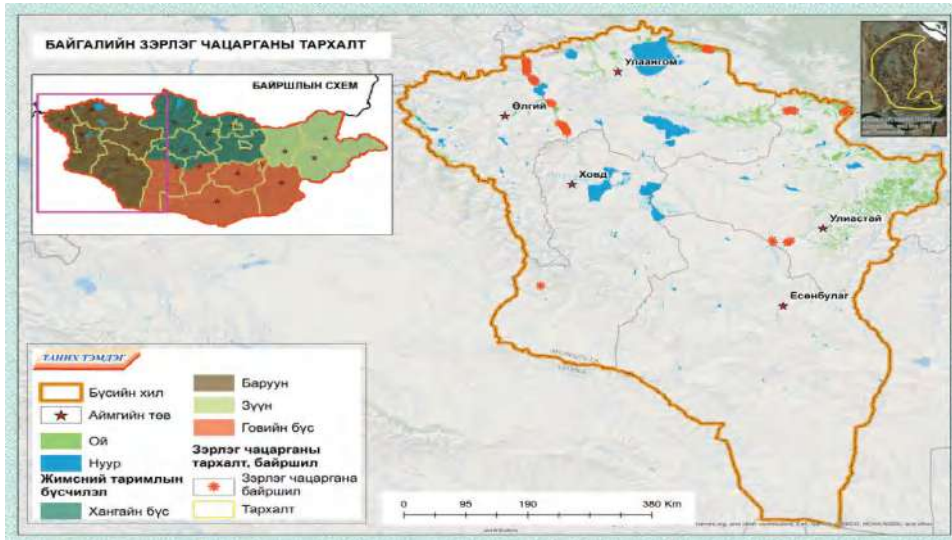 БАЙГАЛИЙН ЗЭРЛЭГ ЧАЦАРГАНЫ ТАРХАЛТ
БАЙРШЛЫН СХЕМ
Улаангом
Өлгий
Ховд
Улиастай
Есөнбулаг
ТАНИХ ТЭМДЭГ
Бүсийн хил
Аймгийн төв
Ой
Нуур
Жимсний таримлын
бүсчилэл
Хангайн бүс
Баруун
Зүүн
Говийн бүс
Зэрлэг чацарганы
тархалт, байршил
Зэрлэг чацаргана
байршил
Тархалт
0 95 190 380 Km